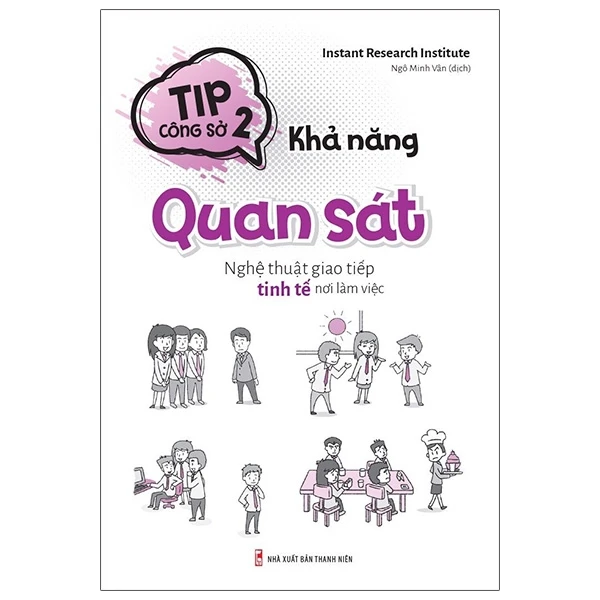 Instant Research Institute
Ngô Minh Vân (dịch)
TIP
CÔNG SỞ 2
Khả năng
Quan sát
Nghệ thuật giao tiếp
tinh tế nơi làm việc
NHÀ XUẤT BẢN THANH NIÊN